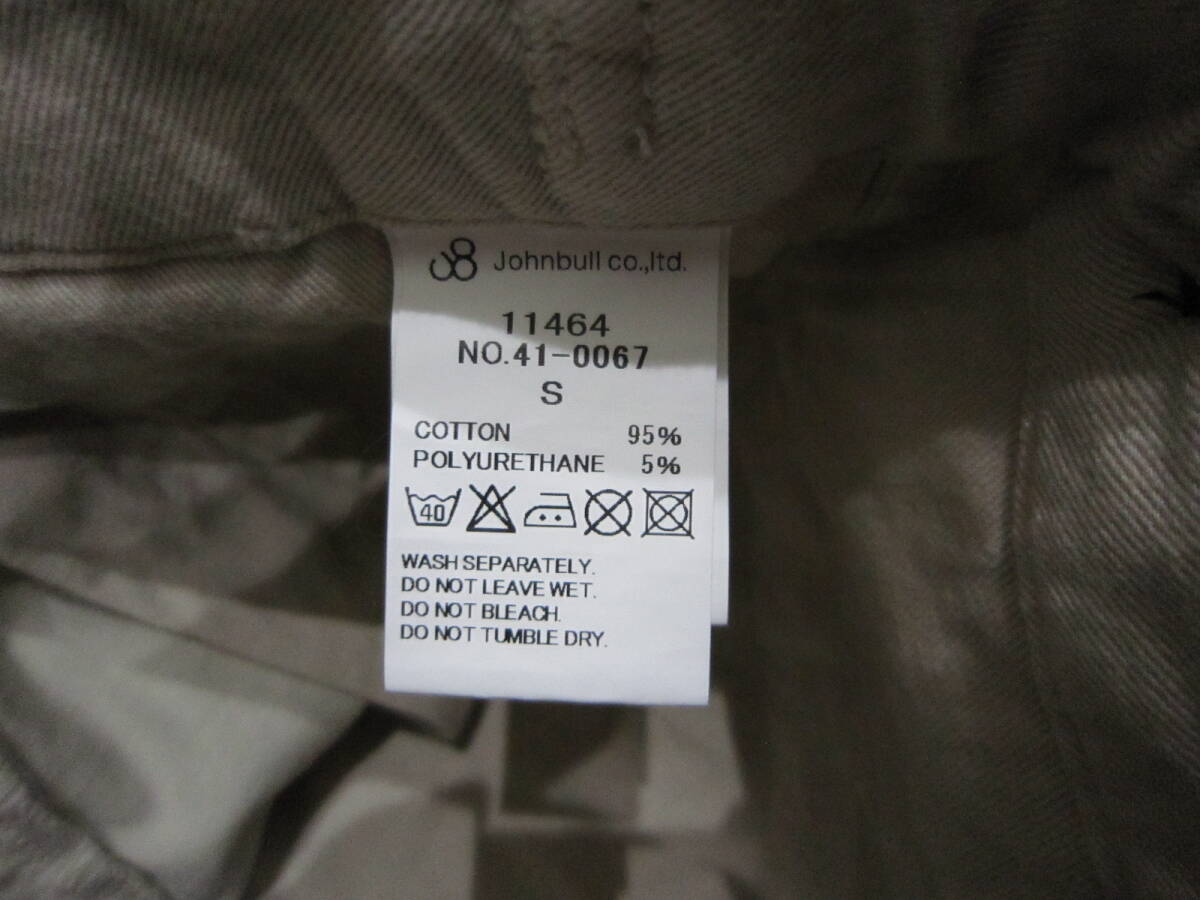 Johnbull co.,ltd.
11464
NO.41-0067
S
COTTON 95%
POLYURETHANE 5%
40
WASH SEPARATELY.
DO NOT LEAVE WET.
DO NOT BLEACH.
DO NOT TUMBLE DRY.